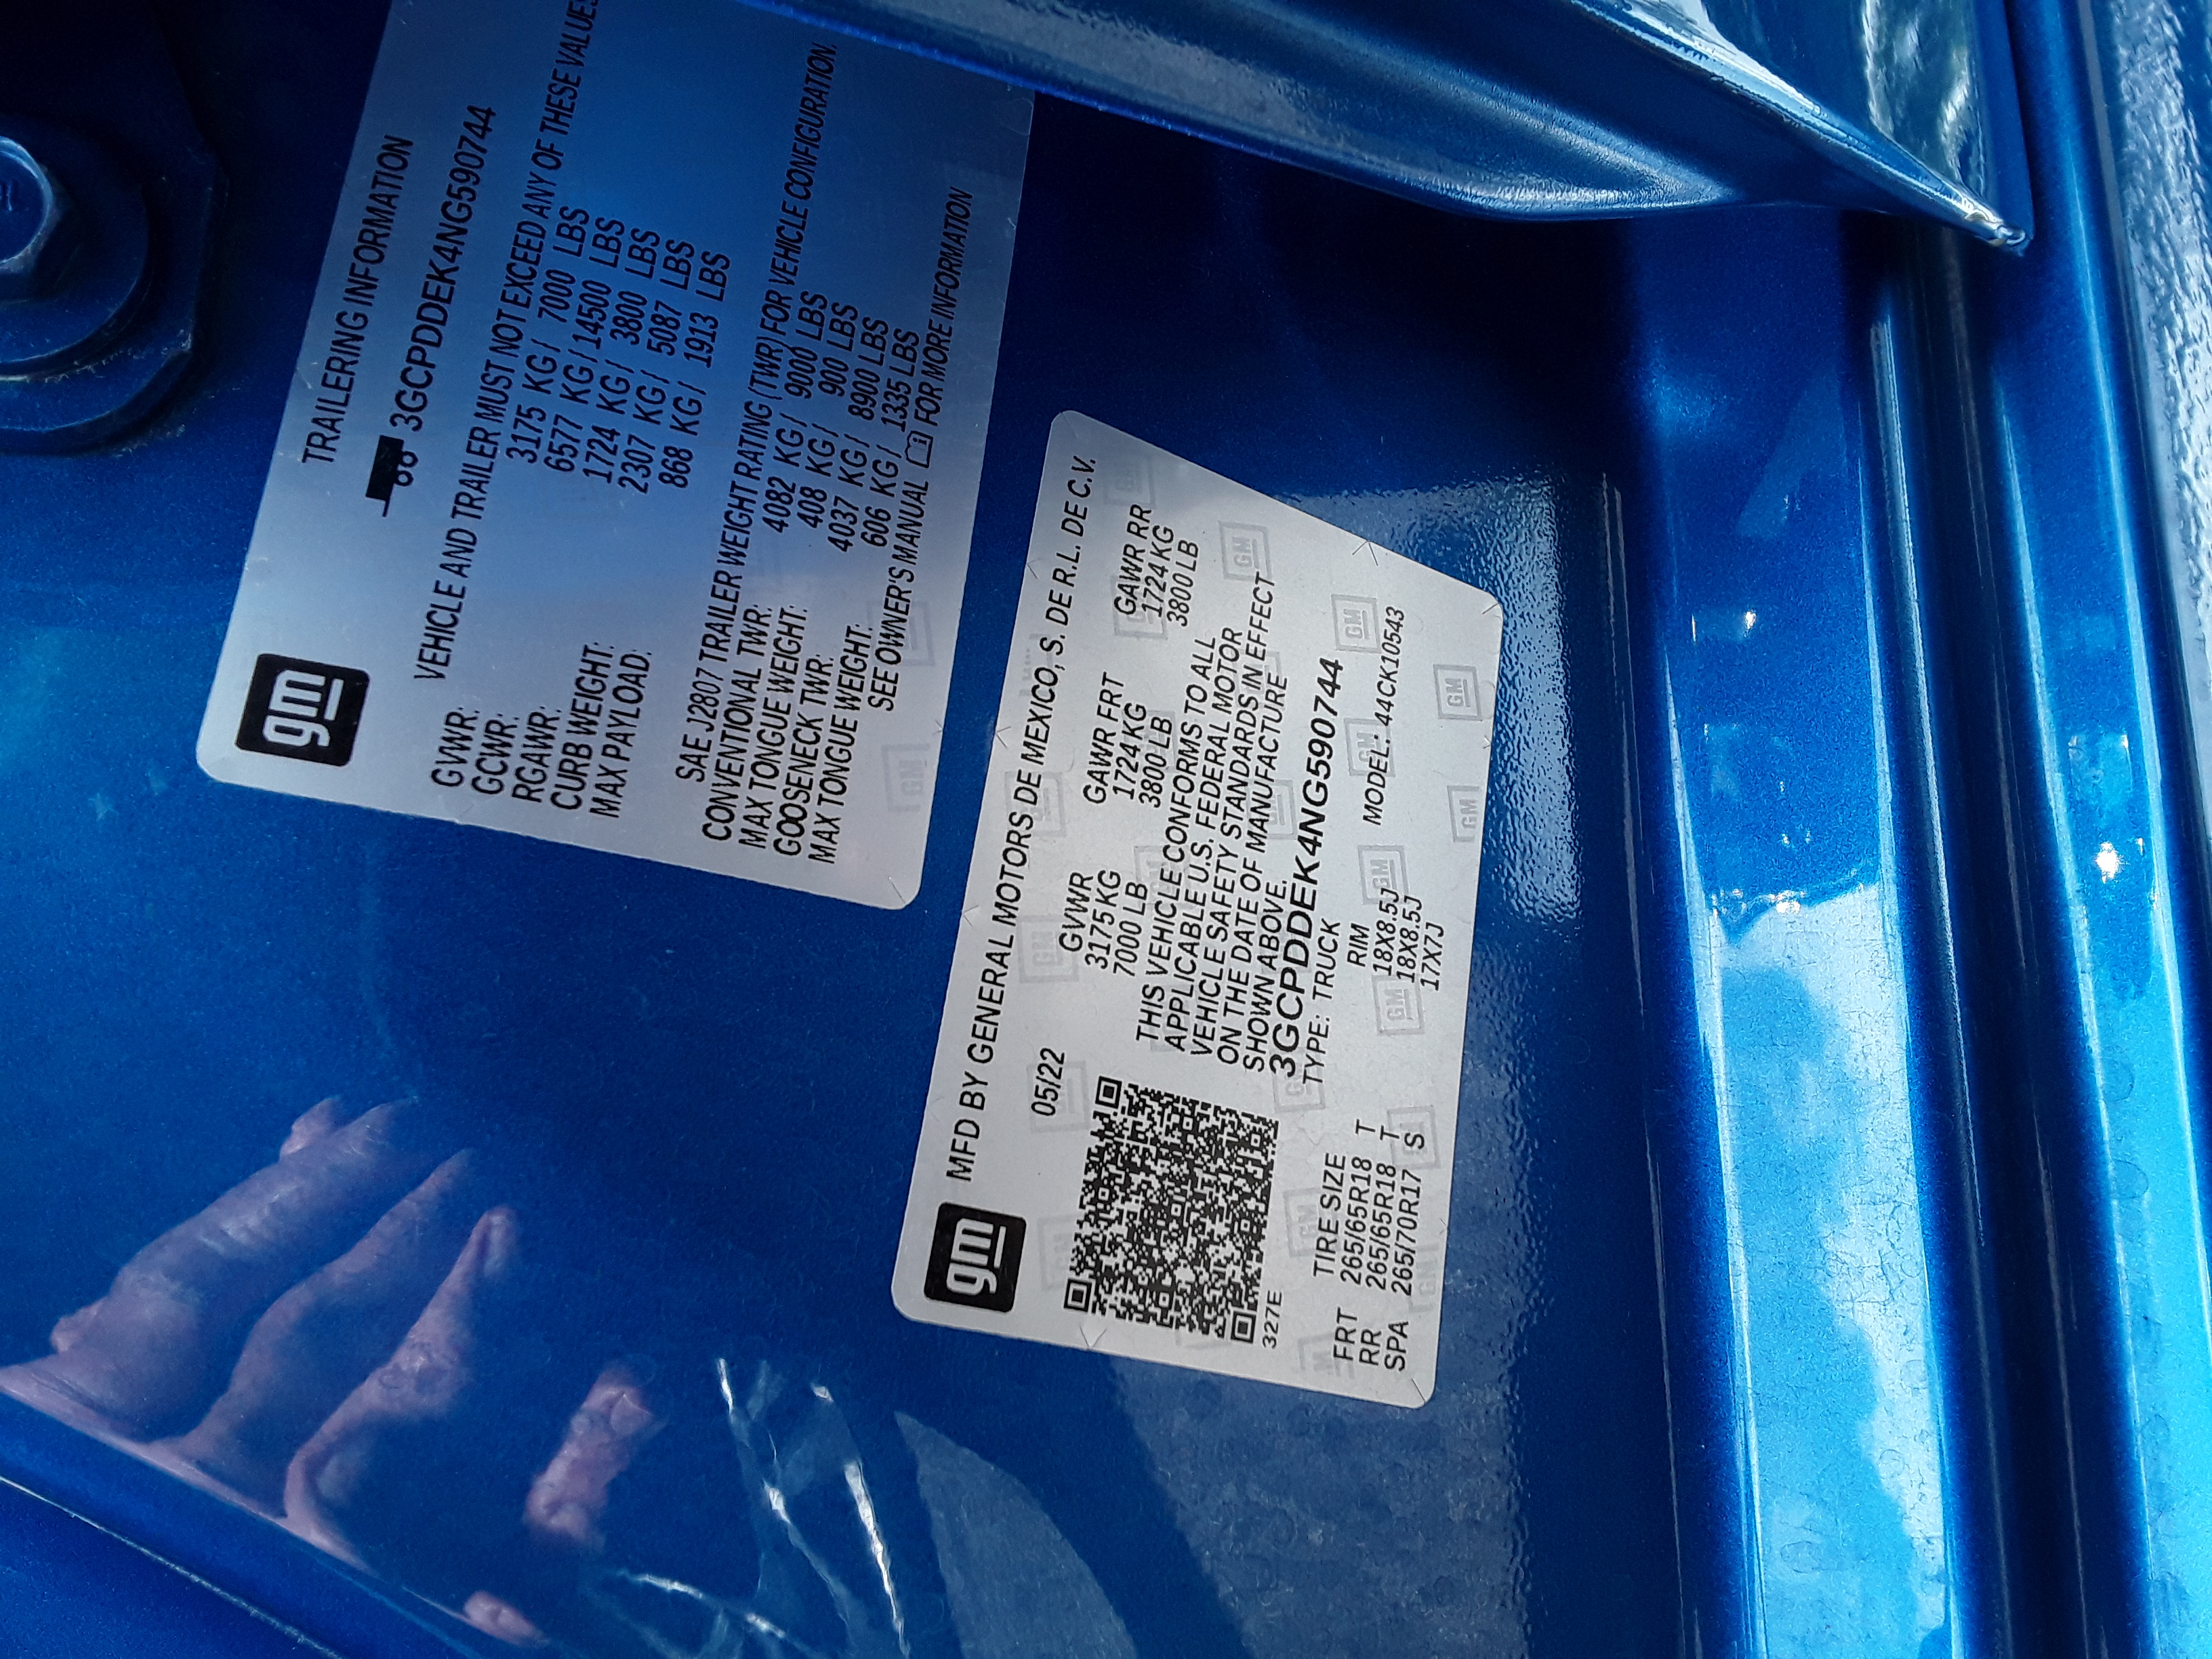 gm
TRAILERING INFORMATION
3GCPDDEK4NG590744
VEHICLE AND TRAILER MUST NOT EXCEED ANY OF THESE VALUES
GVWR: 3175 KG/ 7000 LBS
GCWR: 6577 KG/14500 LBS
RGAWR: 1724 KG/ 3800 LBS
CURB WEIGHT: 2307 KG/ 5087 LBS
MAX PAYLOAD: 868 KG/ 1913 LBS
SAE J2807 TRAILER WEIGHT RATING (TWR) FOR VEHICLE CONFIGURATION.
CONVENTIONAL TWR: 4082 KG/ 9000 LBS
MAX TONGUE WEIGHT: 408 KG/ 900 LBS
GOOSENECK TWR: 4037 KG/ 8900 LBS
MAX TONGUE WEIGHT: 606 KG/ 1335 LBS
SEE OWNER'S MANUAL FOR MORE INFORMATION
gm
MFD BY GENERAL MOTORS DE MEXICO, S. DE R.L. DE C.V.
05/22
GVWR GAWR FRT GAWR RR
3175 KG 1724 KG 1724 KG
7000 LB 3800 LB 3800 LB
THIS VEHICLE CONFORMS TO ALL
APPLICABLE U.S. FEDERAL MOTOR
VEHICLE SAFETY STANDARDS IN EFFECT
ON THE DATE OF MANUFACTURE
SHOWN ABOVE.
3GCPDDEK4NG590744
327E
TYPE: TRUCK
MODEL: 44CK10543
TIRE SIZE RIM
FRT 265/65R18 T 18X8.5J
RR 265/65R18 T 18X8.5J
SPA 265/70R17 S 17X7J